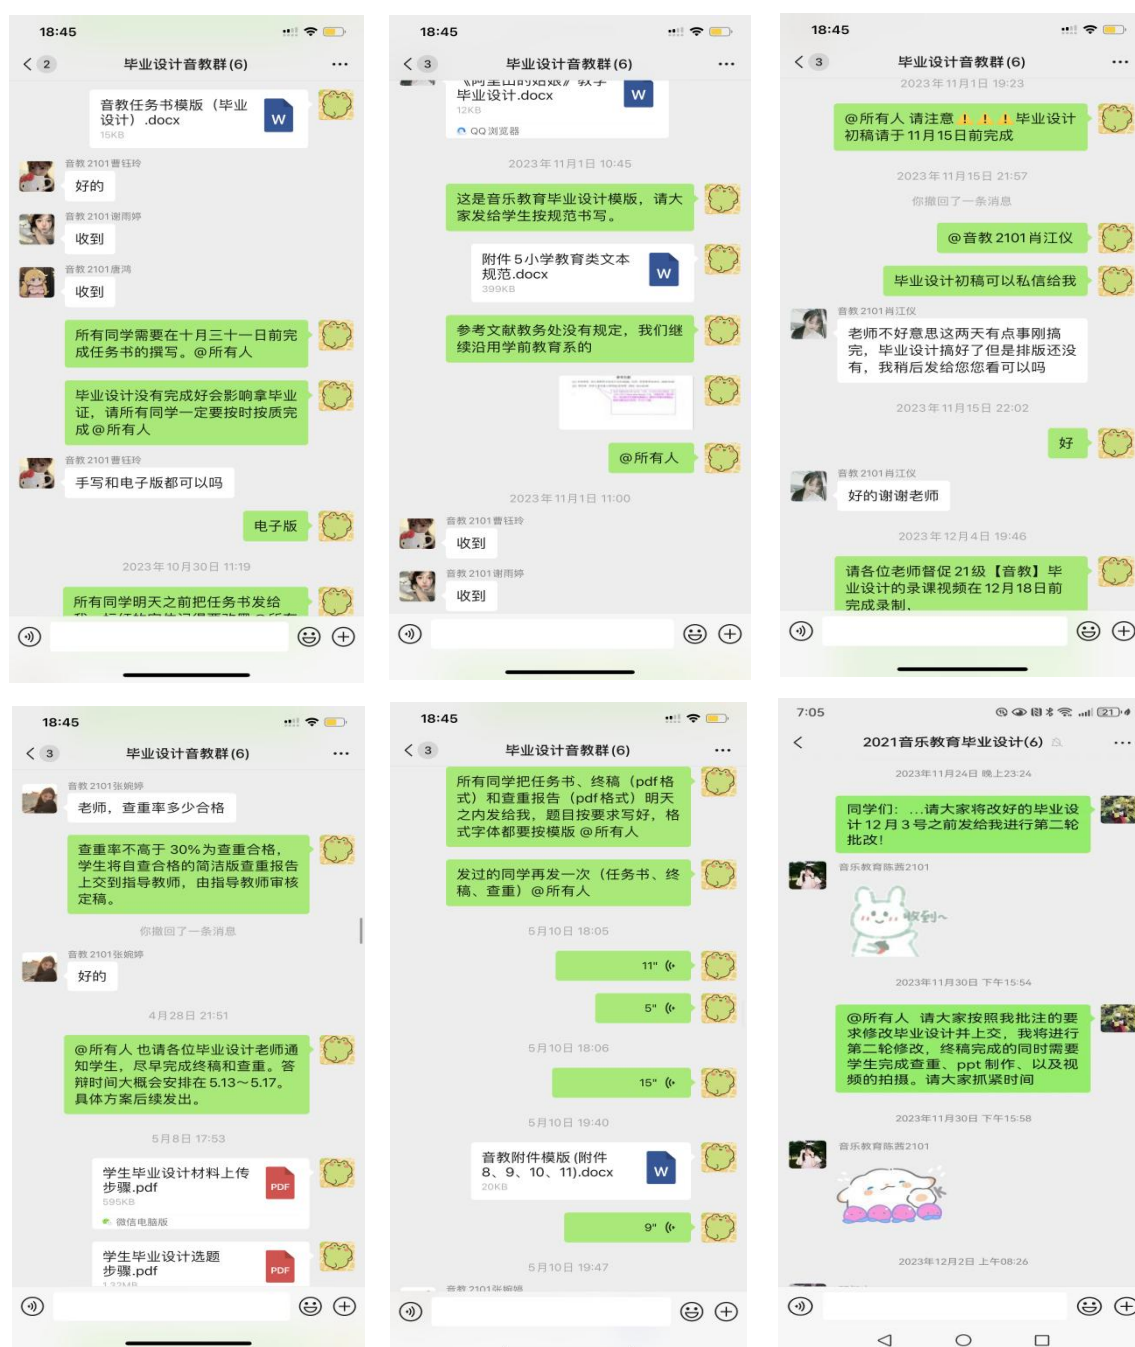 18:45
2
毕业设计音教群(6)
音教任务书模版（毕业
设计）.docx
15KB
音教2101曹钰玲
好的
音教2101谢雨婷
收到
音教2101唐鸿
收到
所有同学需要在十月三十一日前完
成任务书的撰写。@所有人
毕业设计没有完成好会影响拿毕业
证，请所有同学一定要按时按质完
成@所有人
音教2101曹钰玲
手写和电子版都可以吗
电子版
2023年10月30日 11:19
所有同学明天之前把任务书发给
18:45
3
毕业设计音教群(6)
《阿里山的姑娘》教学
毕业设计.docx
12KB
QQ浏览器
2023年11月1日 10:45
这是音乐教育毕业设计模版，请大
家发给学生按规范书写。
附件5小学教育类文本
规范.docx
399KB
参考文献教务处没有规定，我们继
续沿用学前教育系的
@所有人
2023年11月1日 11:00
音教2101曹钰玲
收到
音教2101谢雨婷
收到
18:45
3
毕业设计音教群(6)
2023年11月1日 19:23
@所有人 请注意⚠️⚠️⚠️毕业设计
初稿请于11月15日前完成
2023年11月15日 21:57
你撤回了一条消息
@音教2101肖江仪
毕业设计初稿可以私信给我
音教2101肖江仪
老师不好意思这两天有点事刚搞
完，毕业设计搞好了但是排版还没
有，我稍后发给您您看可以吗
2023年11月15日 22:02
好
音教2101肖江仪
好的谢谢老师
2023年12月4日 19:46
请各位老师督促21级【音教】毕
业设计的录课视频在12月18日前
完成录制，
18:45
3
毕业设计音教群(6)
音教2101张婉婷
老师，查重率多少合格
查重率不高于30%为查重合格，
学生将自查合格的简洁版查重报告
上交到指导教师，由指导教师审核
定稿。
你撤回了一条消息
音教2101张婉婷
好的
4月28日 21:51
@所有人 也请各位毕业设计老师通
知学生，尽早完成终稿和查重。答
辩时间大概会安排在5.13～5.17。
具体方案后续发出。
5月8日 17:53
学生毕业设计材料上传
步骤.pdf
PDF
595KB
微信电脑版
学生毕业设计选题
步骤.pdf
PDF
18:45
3
毕业设计音教群(6)
所有同学把任务书、终稿（pdf格
式）和查重报告（pdf格式）明天
之内发给我，题目按要求写好，格
式字体都要按模版 @所有人
发过的同学再发一次（任务书、终
稿、查重）@所有人
5月10日 18:05
11"
5"
5月10日 18:06
15"
5月10日 19:40
音教附件模版(附件
8、9、10、11).docx
20KB
9"
5月10日 19:47
音教2101张婉婷
7:05
21
2021音乐教育毕业设计(6)
2023年11月24日 晚上23:24
同学们：...请大家将改好的毕业设
计12月3号之前发给我进行第二轮
批改！
音乐教育陈茜2101
收到~
2023年11月30日 下午15:54
@所有人 请大家按照我批注的要
求修改毕业设计并上交，我将进行
第二轮修改，终稿完成的同时需要
学生完成查重、ppt制作、以及视
频的拍摄。请大家抓紧时间
2023年11月30日 下午15:58
音乐教育陈茜2101
2023年12月2日 上午08:26